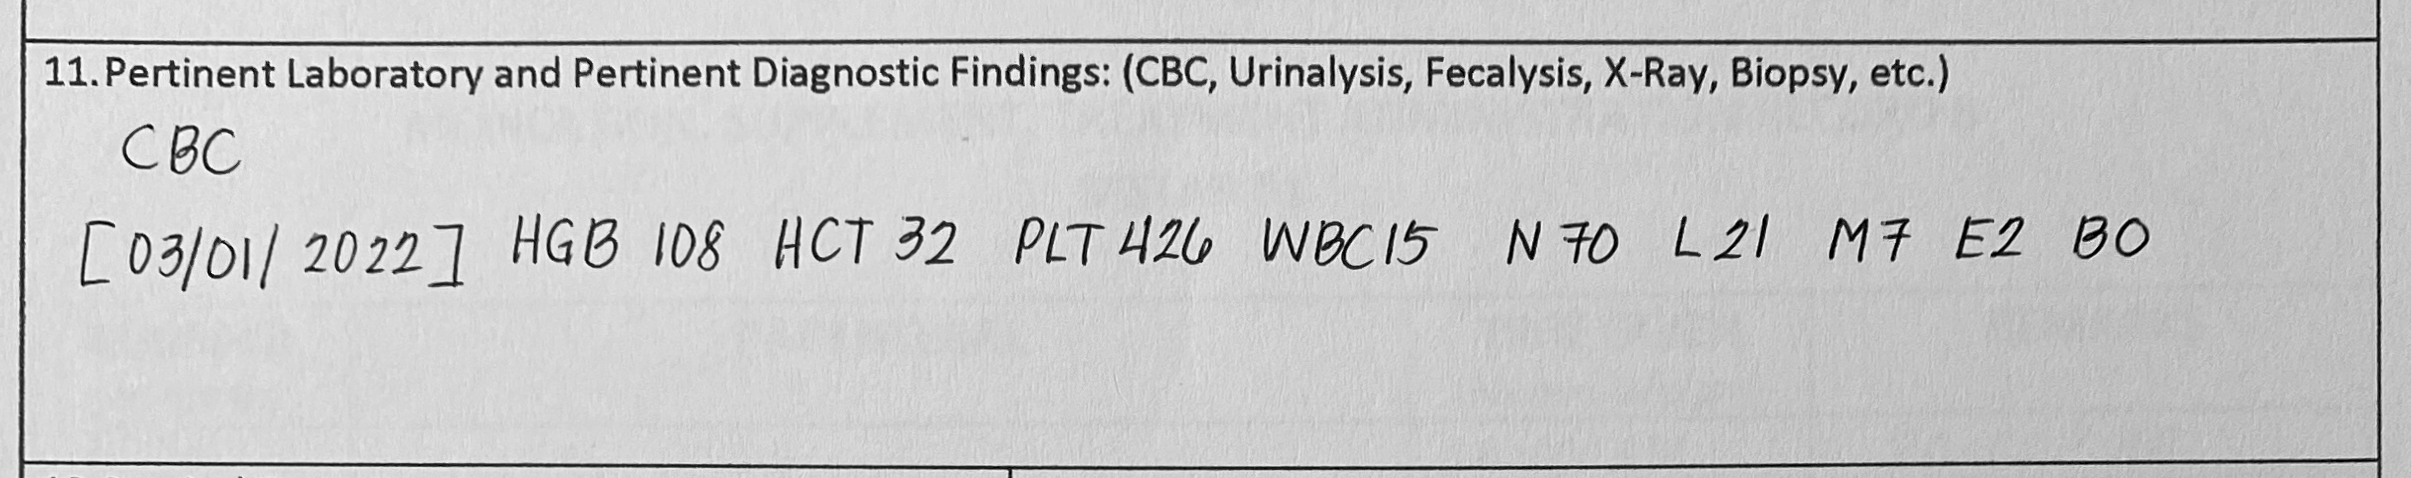 11. Pertinent Laboratory and Pertinent Diagnostic Findings: (CBC, Urinalysis, Fecalysis, X-Ray, Biopsy, etc.)
CBC
[03/01/2022] HGB 108 HCT 32 PLT 426 WBC 15 N 70 L 21 M 7 E 2 B 0